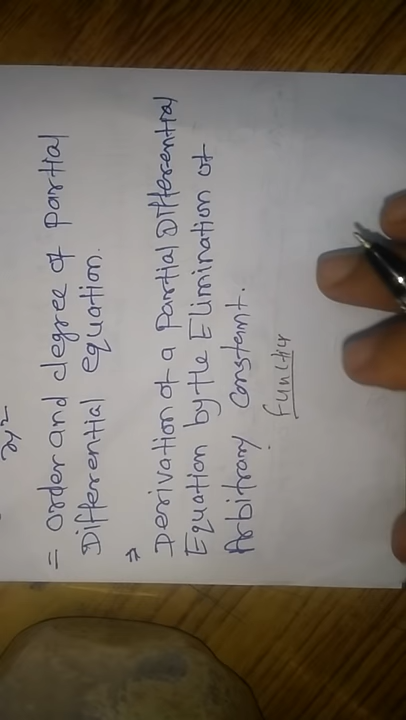 ∂y²
= order and degree of partial
Differential equation.
⇒
Derivation of a Partial Differential
Equation by the Elimination of
Arbitrary Constant.